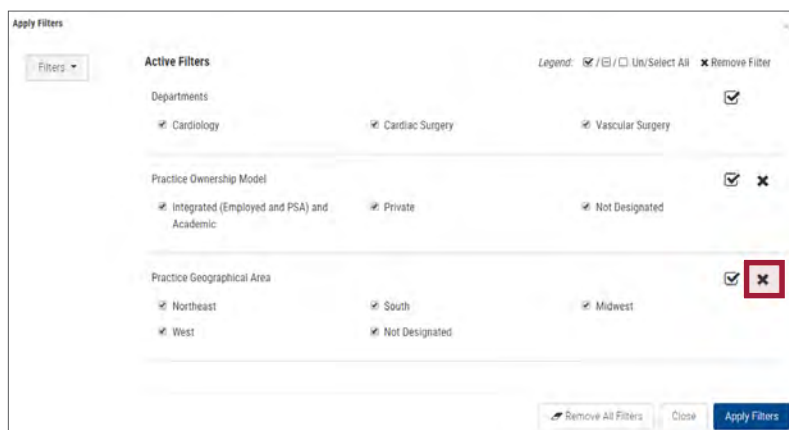 Apply Filters
Filters
Active Filters
Legend: / / Un/Select All ✖ Remove Filter
Departments
Cardiology Cardiac Surgery Vascular Surgery
Practice Ownership Model
Integrated (Employed and PSA) and Academic Private Not Designated
Practice Geographical Area
Northeast South Midwest
West Not Designated
Remove All Filters Close Apply Filters